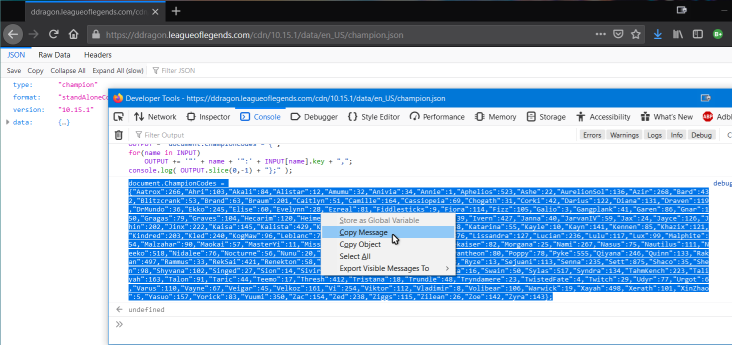 ddragon.leagueoflegends.com/cdn/
https://ddragon.leagueoflegends.com/cdn/10.15.1/data/en_US/champion.json
JSON Raw Data Headers
Save Copy Collapse All Expand All (slow) Filter JSON
type: "champion"
format: "standAloneCo
version: "10.15.1"
data: {…}
Developer Tools - https://ddragon.leagueoflegends.com/cdn/10.15.1/data/en_US/champion.json
Network Inspector Console Debugger Style Editor Performance Memory Storage Accessibility What's New Adbl
Filter Output
Errors Warnings Logs Info Debug
OUTPUT = "document.ChampionCodes = {";
for(name in INPUT)
OUTPUT += '"' + name + '":' + INPUT[name].key + ",";
console.log( OUTPUT.slice(0,-1) + "};" );
document.ChampionCodes =
debug
{"Aatrox":266,"Ahri":103,"Akali":84,"Alistar":12,"Amumu":32,"Anivia":34,"Annie":1,"Aphelios":523,"Ashe":22,"AurelionSol":136,"Azir":268,"Bard":43
2,"Blitzcrank":53,"Brand":63,"Braum":201,"Caitlyn":51,"Camille":164,"Cassiopeia":69,"Chogath":31,"Corki":42,"Darius":122,"Diana":131,"Draven":119
,"DrMundo":36,"Ekko":245,"Elise":60,"Evelynn":28,"Ezreal":81,"Fiddlesticks":9,"Fiora":114,"Fizz":105,"Galio":3,"Gangplank":41,"Garen":86,"Gnar":1
50,"Gragas":79,"Graves":104,"Hecarim":120,"Heime
:39,"Ivern":427,"Janna":40,"JarvanIV":59,"Jax":24,"Jayce":126,"J
hin":202,"Jinx":222,"Kaisa":145,"Kalista":429,"K
"Katarina":55,"Kayle":10,"Kayn":141,"Kennen":85,"Khazix":121,
"Kindred":203,"Kled":240,"KogMaw":96,"Leblanc":7
"Lissandra":127,"Lucian":236,"Lulu":117,"Lux":99,"Malphite":
54,"Malzahar":90,"Maokai":57,"MasterYi":11,"Miss
kaiser":82,"Morgana":25,"Nami":267,"Nasus":75,"Nautilus":111,"N
eeko":518,"Nidalee":76,"Nocturne":56,"Nunu":20,
antheon":80,"Poppy":78,"Pyke":555,"Qiyana":246,"Quinn":133,"Rak
an":497,"Rammus":33,"RekSai":421,"Renekton":58,
"Ryze":13,"Sejuani":113,"Senna":235,"Sett":875,"Shaco":35,"She
n":98,"Shyvana":102,"Singed":27,"Sion":14,"Sivir
:16,"Swain":50,"Sylas":517,"Syndra":134,"TahmKench":223,"Tali
yah":163,"Talon":91,"Taric":44,"Teemo":17,"Thresh":412,"Tristana":18,"Trundle":48,"Tryndamere":23,"TwistedFate":4,"Twitch":29,"Udyr":77,"Urgot":6
,"Varus":110,"Vayne":67,"Veigar":45,"Velkoz":161,"Vi":254,"Viktor":112,"Vladimir":8,"Volibear":106,"Warwick":19,"Xayah":498,"Xerath":101,"XinZhao
":5,"Yasuo":157,"Yorick":83,"Yuumi":350,"Zac":154,"Zed":238,"Ziggs":115,"Zilean":26,"Zoe":142,"Zyra":143};
Store as Global Variable
Copy Message
Copy Object
Select All
Export Visible Messages To
undefined